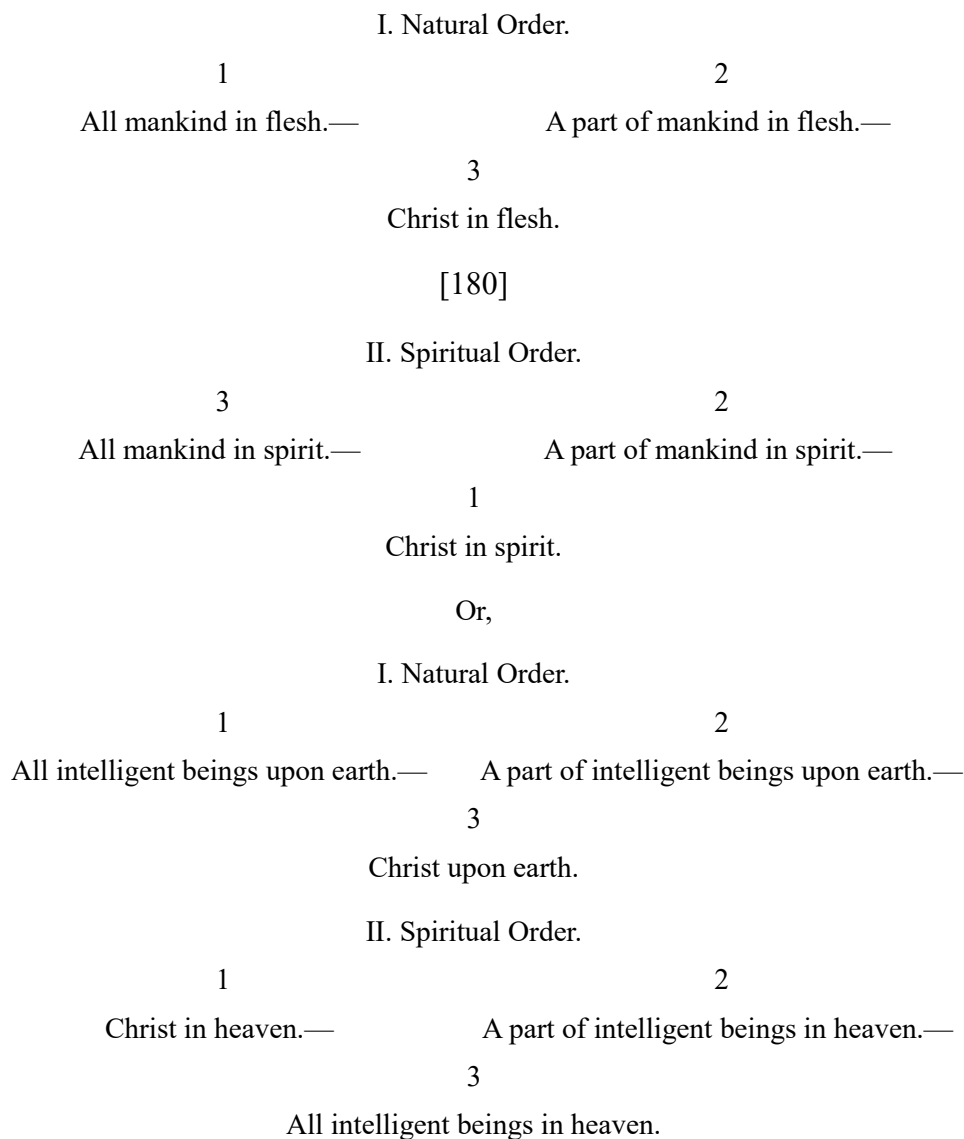 I. Natural Order.
1 2
All mankind in flesh.— A part of mankind in flesh.—
3
Christ in flesh.
[180]
II. Spiritual Order.
3 2
All mankind in spirit.— A part of mankind in spirit.—
1
Christ in spirit.
Or,
I. Natural Order.
1 2
All intelligent beings upon earth.— A part of intelligent beings upon earth.—
3
Christ upon earth.
II. Spiritual Order.
1 2
Christ in heaven.— A part of intelligent beings in heaven.—
3
All intelligent beings in heaven.